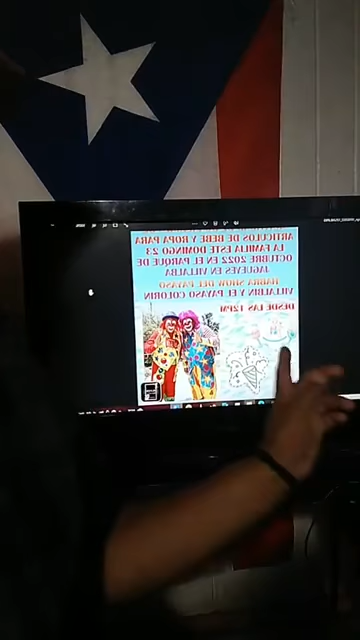 ARTICULOS DE BEBE Y ROPA PARA
LA FAMILIA ESTE DOMINGO 23
OCTUBRE 2022 EN EL PARQUE DE
JAGUEYES EN VILLALBA
HABRA SHOW DEL PAYASO
VILLALBIN Y EL PAYASO COLORIN
DESDE LAS 12PM